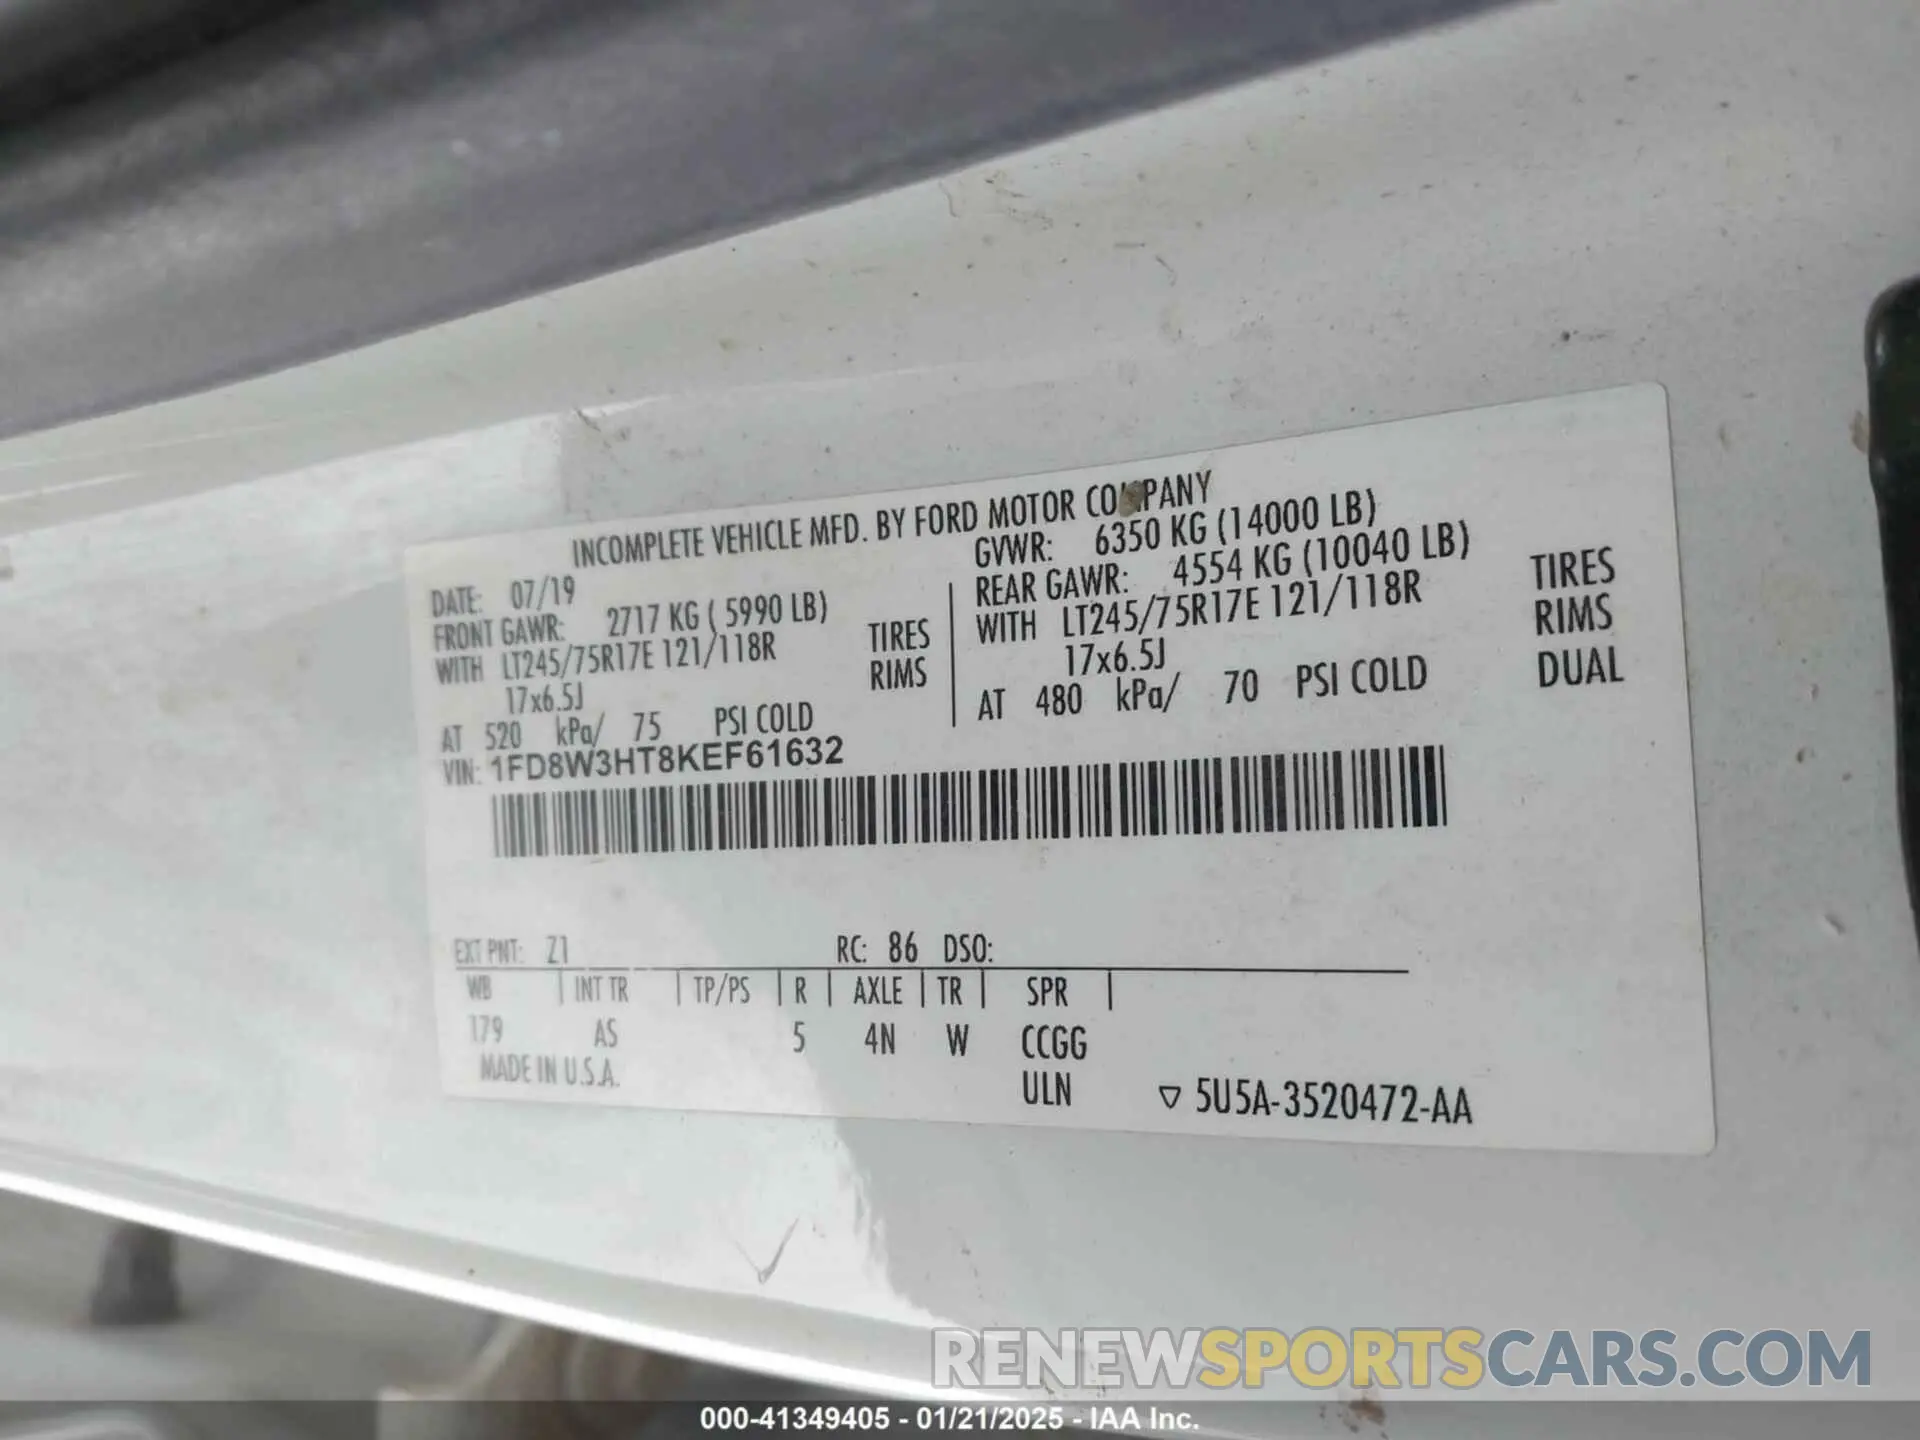 INCOMPLETE VEHICLE MFD. BY FORD MOTOR COMPANY
DATE: 07/19
GVWR: 6350 KG (14000 LB)
FRONT GAWR: 2717 KG ( 5990 LB)
REAR GAWR: 4554 KG (10040 LB)
WITH LT245/75R17E 121/118R TIRES
WITH LT245/75R17E 121/118R TIRES
17x6.5J RIMS
17x6.5J RIMS
AT 520 kPa/ 75 PSI COLD
AT 480 kPa/ 70 PSI COLD DUAL
VIN: 1FD8W3HT8KEF61632
EXT PNT: Z1 RC: 86 DSO:
WB | INT TR | TP/PS | R | AXLE | TR | SPR |
179 AS 5 4N W CCGG
MADE IN U.S.A. ULN ▽ 5U5A-3520472-AA
RENEWSPORTSCARS.COM
000-41349405 - 01/21/2025 - IAA Inc.